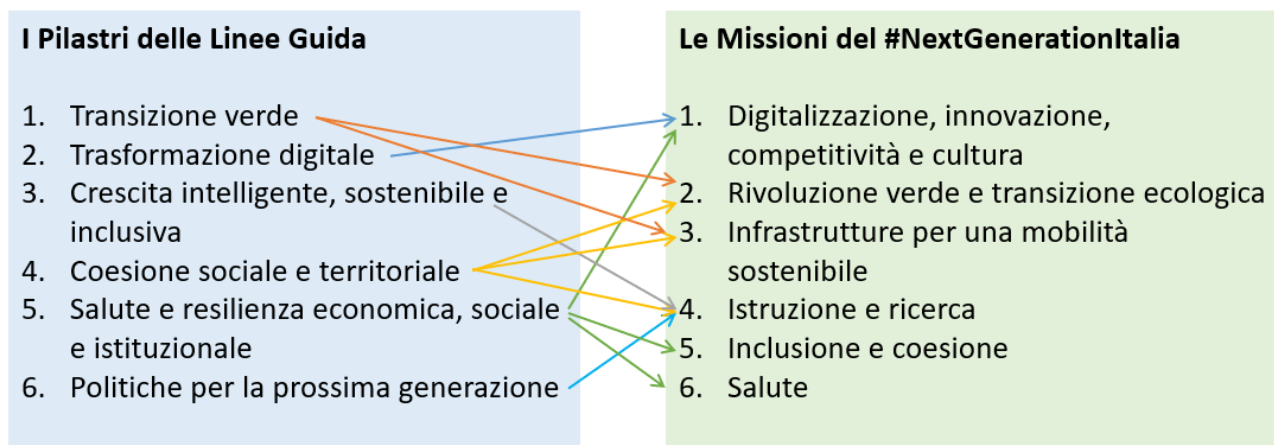 I Pilastri delle Linee Guida
1. Transizione verde
2. Trasformazione digitale
3. Crescita intelligente, sostenibile e
inclusiva
4. Coesione sociale e territoriale
5. Salute e resilienza economica, sociale
e istituzionale
6. Politiche per la prossima generazione
Le Missioni del #NextGenerationItalia
1. Digitalizzazione, innovazione,
competitività e cultura
2. Rivoluzione verde e transizione ecologica
3. Infrastrutture per una mobilità
sostenibile
4. Istruzione e ricerca
5. Inclusione e coesione
6. Salute